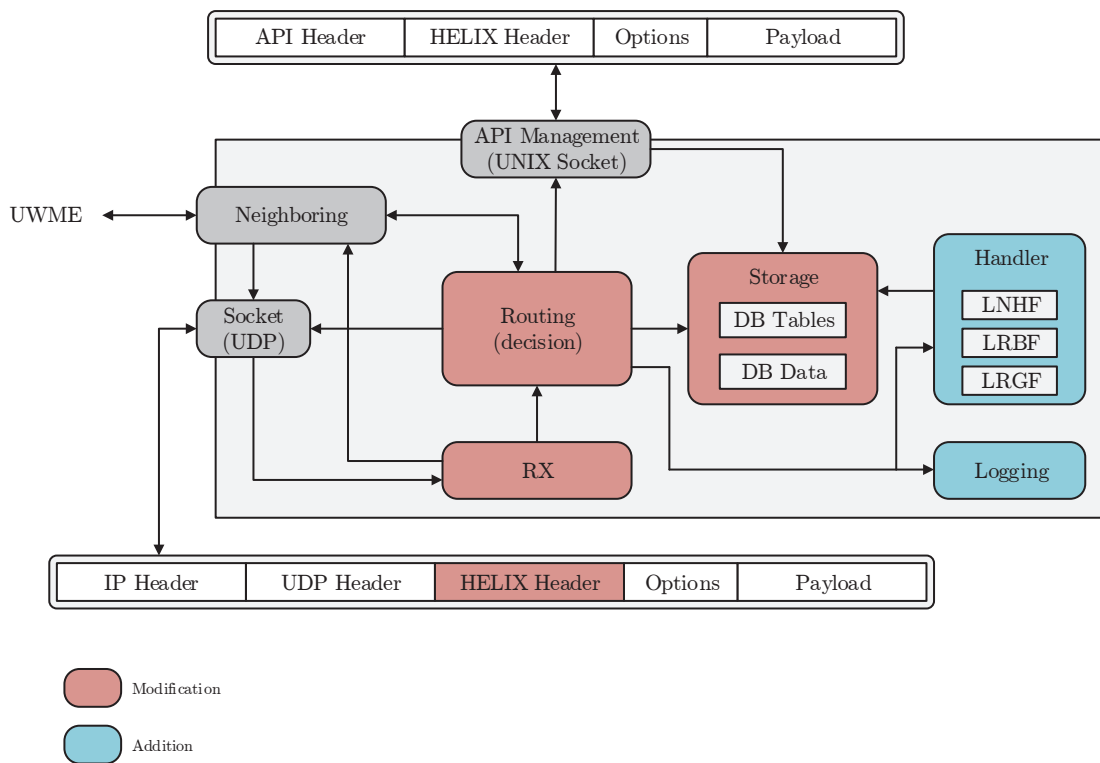 API Header HELIX Header Options Payload
API Management
(UNIX Socket)
UWME
Neighboring
Handler
Storage
LNHF
Socket
(UDP)
Routing
(decision)
DB Tables
LRBF
DB Data
LRGF
RX
Logging
IP Header UDP Header HELIX Header Options Payload
Modification
Addition